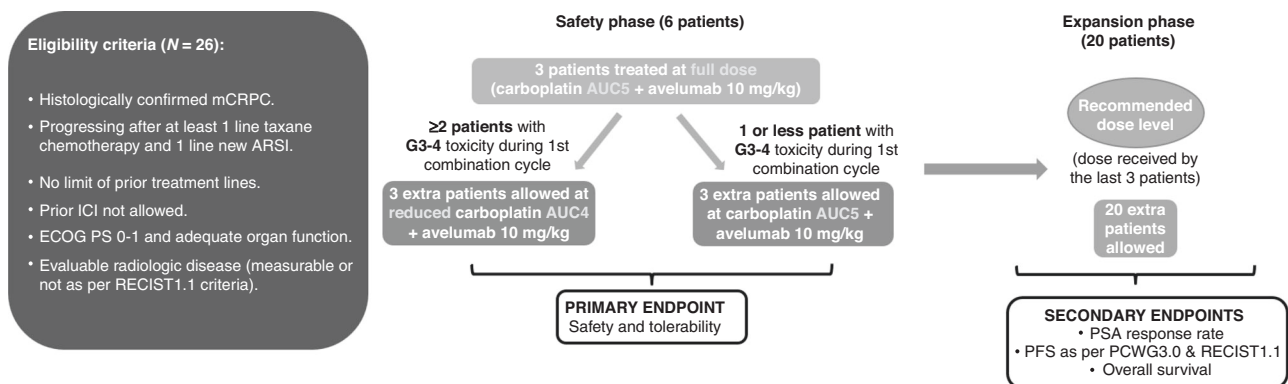 Eligibility criteria (N = 26):
• Histologically confirmed mCRPC.
• Progressing after at least 1 line taxane
chemotherapy and 1 line new ARSI.
• No limit of prior treatment lines.
• Prior ICI not allowed.
• ECOG PS 0-1 and adequate organ function.
• Evaluable radiologic disease (measurable or
not as per RECIST1.1 criteria).
Safety phase (6 patients)
3 patients treated at full dose
(carboplatin AUC5 + avelumab 10 mg/kg)
≥2 patients with
G3-4 toxicity during 1st
combination cycle
1 or less patient with
G3-4 toxicity during 1st
combination cycle
3 extra patients allowed at
reduced carboplatin AUC4
+ avelumab 10 mg/kg
3 extra patients allowed
at carboplatin AUC5 +
avelumab 10 mg/kg
PRIMARY ENDPOINT
Safety and tolerability
Expansion phase
(20 patients)
Recommended
dose level
(dose received by
the last 3 patients)
20 extra
patients
allowed
SECONDARY ENDPOINTS
• PSA response rate
• PFS as per PCWG3.0 & RECIST1.1
• Overall survival